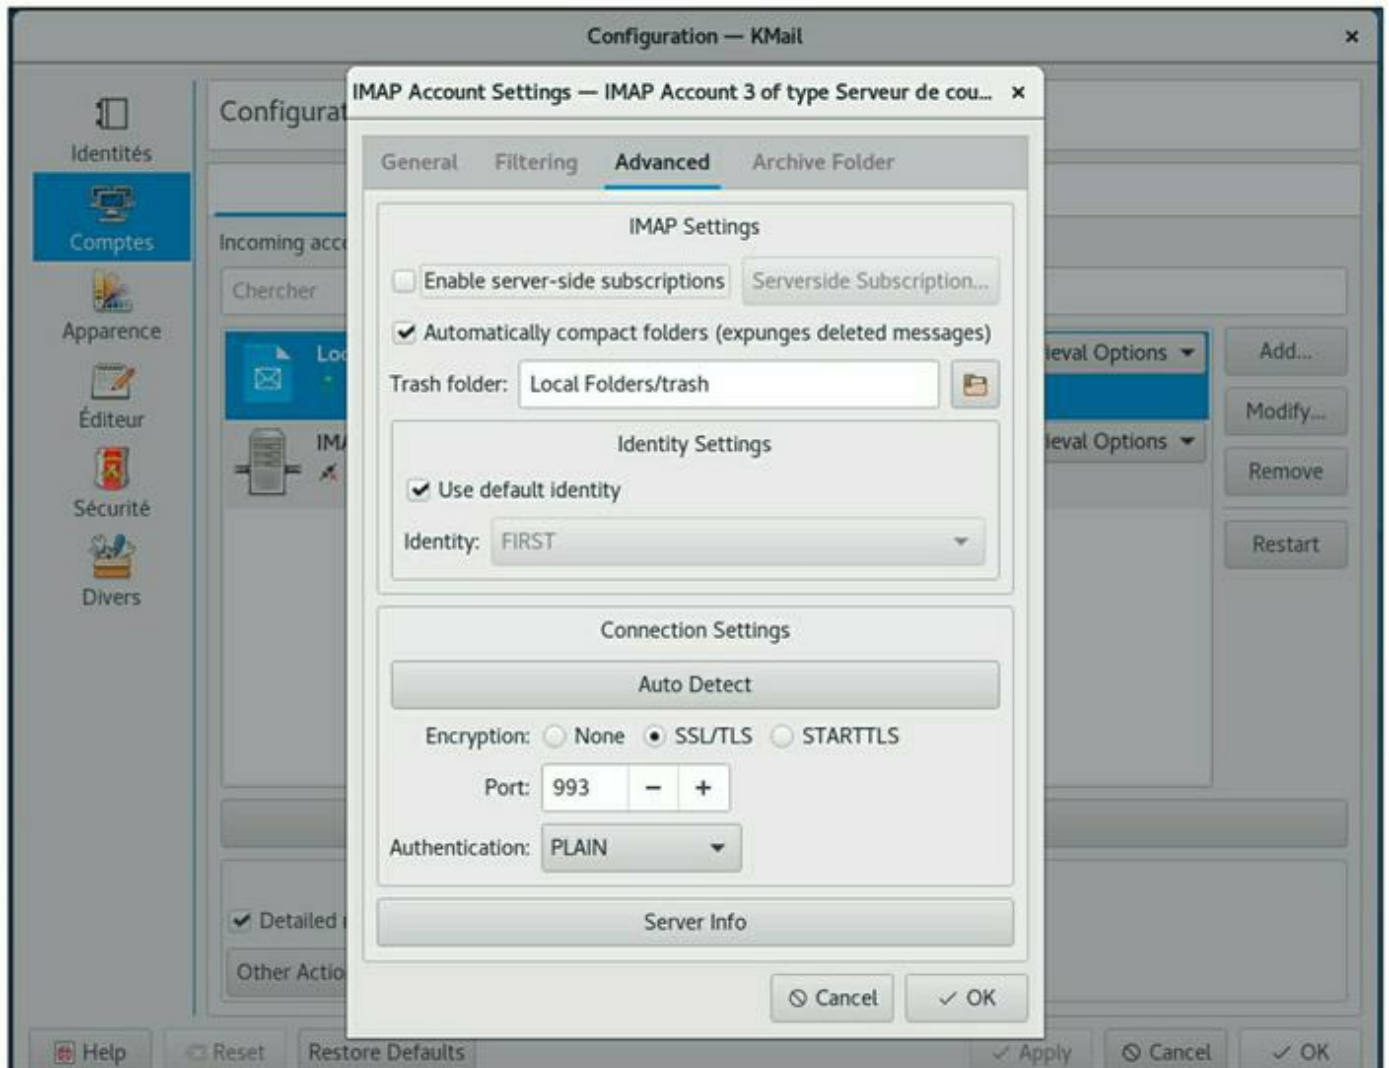 Configuration — KMail
IMAP Account Settings — IMAP Account 3 of type Serveur de cou...
Identités
Comptes
Apparence
Éditeur
Sécurité
Divers
Configurat
Incoming acc
Chercher
Loc
IMA
General Filtering Advanced Archive Folder
IMAP Settings
Enable server-side subscriptions Serverside Subscription...
Automatically compact folders (expunges deleted messages)
Trash folder: Local Folders/trash
Identity Settings
Use default identity
Identity: FIRST
Connection Settings
Auto Detect
Encryption: None SSL/TLS STARTTLS
Port: 993 − +
Authentication: PLAIN
Server Info
Cancel OK
ieval Options
ieval Options
Add...
Modify...
Remove
Restart
Detailed
Other Actio
Help Reset Restore Defaults Apply Cancel OK